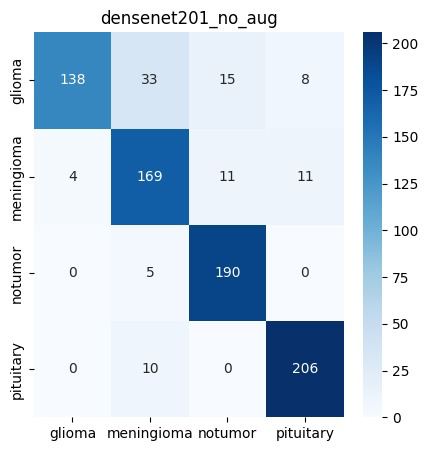 densenet201_no_aug
glioma 138 33 15 8
meningioma 4 169 11 11
notumor 0 5 190 0
pituitary 0 10 0 206
glioma meningioma notumor pituitary
200
175
150
125
100
75
50
25
0